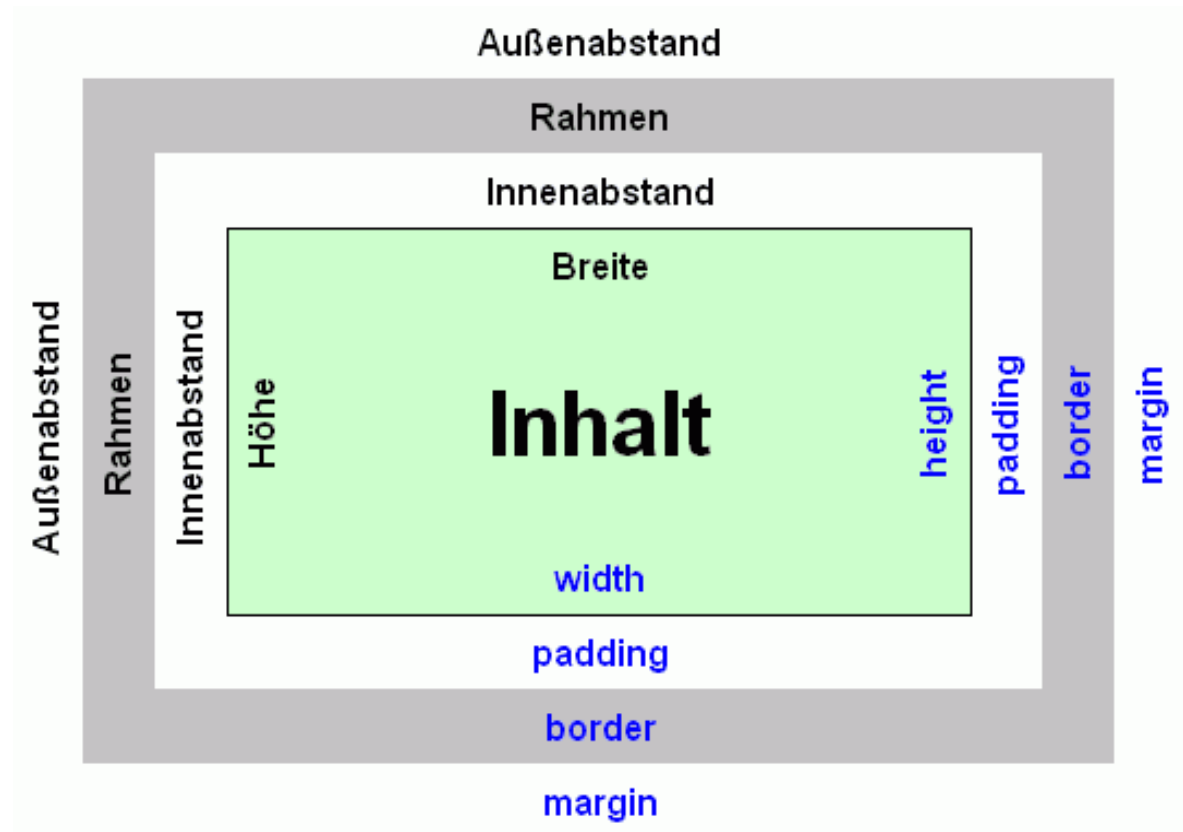 Außenabstand
Rahmen
Innenabstand
Breite
Außenabstand
Rahmen
Innenabstand
Höhe
Inhalt
height
padding
border
margin
width
padding
border
margin